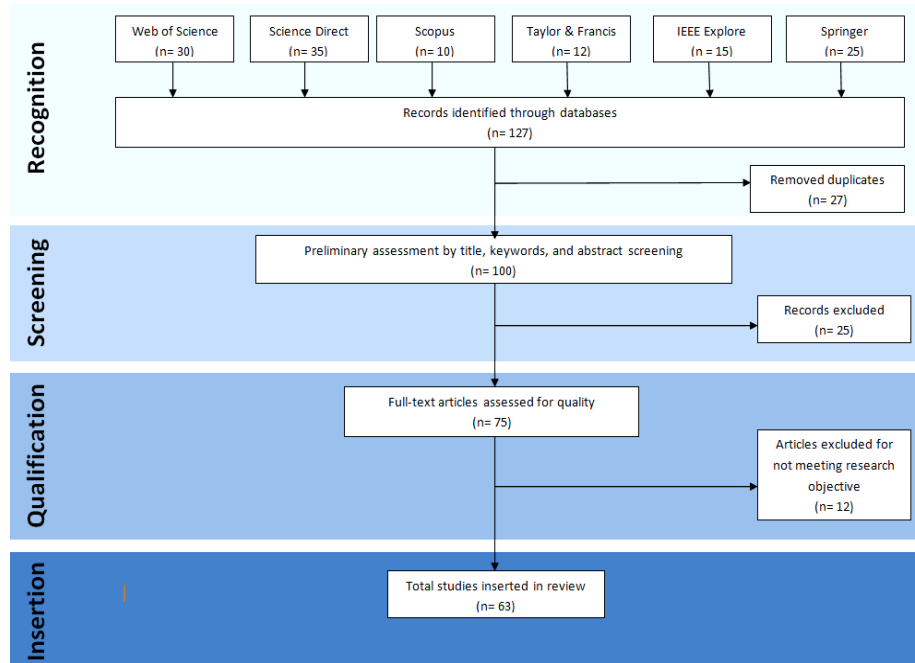 Recognition
Web of Science
(n= 30)
Science Direct
(n= 35)
Scopus
(n= 10)
Taylor & Francis
(n= 12)
IEEE Explore
(n= 15)
Springer
(n= 25)
Records identified through databases
(n= 127)
Removed duplicates
(n= 27)
Screening
Preliminary assessment by title, keywords, and abstract screening
(n= 100)
Records excluded
(n= 25)
Qualification
Full-text articles assessed for quality
(n= 75)
Articles excluded for
not meeting research
objective
(n= 12)
Insertion
Total studies inserted in review
(n= 63)